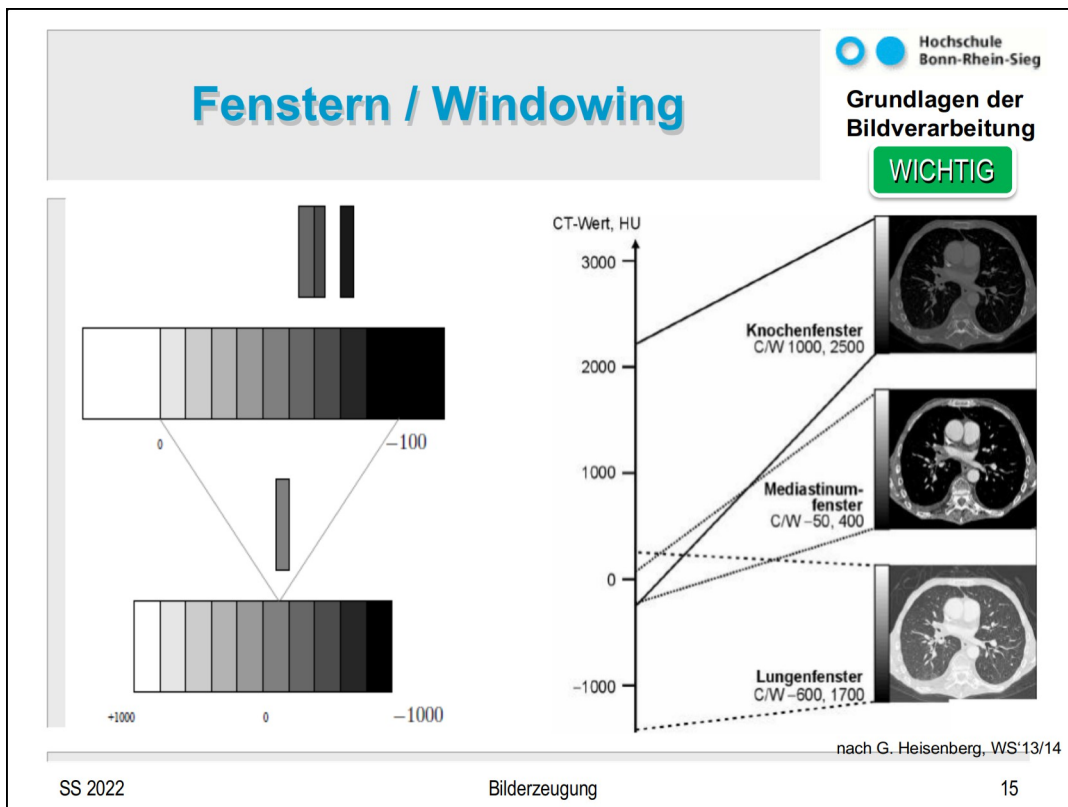 Fenstern / Windowing
Hochschule
Bonn-Rhein-Sieg
Grundlagen der
Bildverarbeitung
WICHTIG
0
−100
+1000
0
−1000
CT-Wert, HU
3000
2000
1000
0
−1000
Knochenfenster
C/W 1000, 2500
Mediastinum-
fenster
C/W −50, 400
Lungenfenster
C/W −600, 1700
nach G. Heisenberg, WS'13/14
SS 2022
Bilderzeugung
15